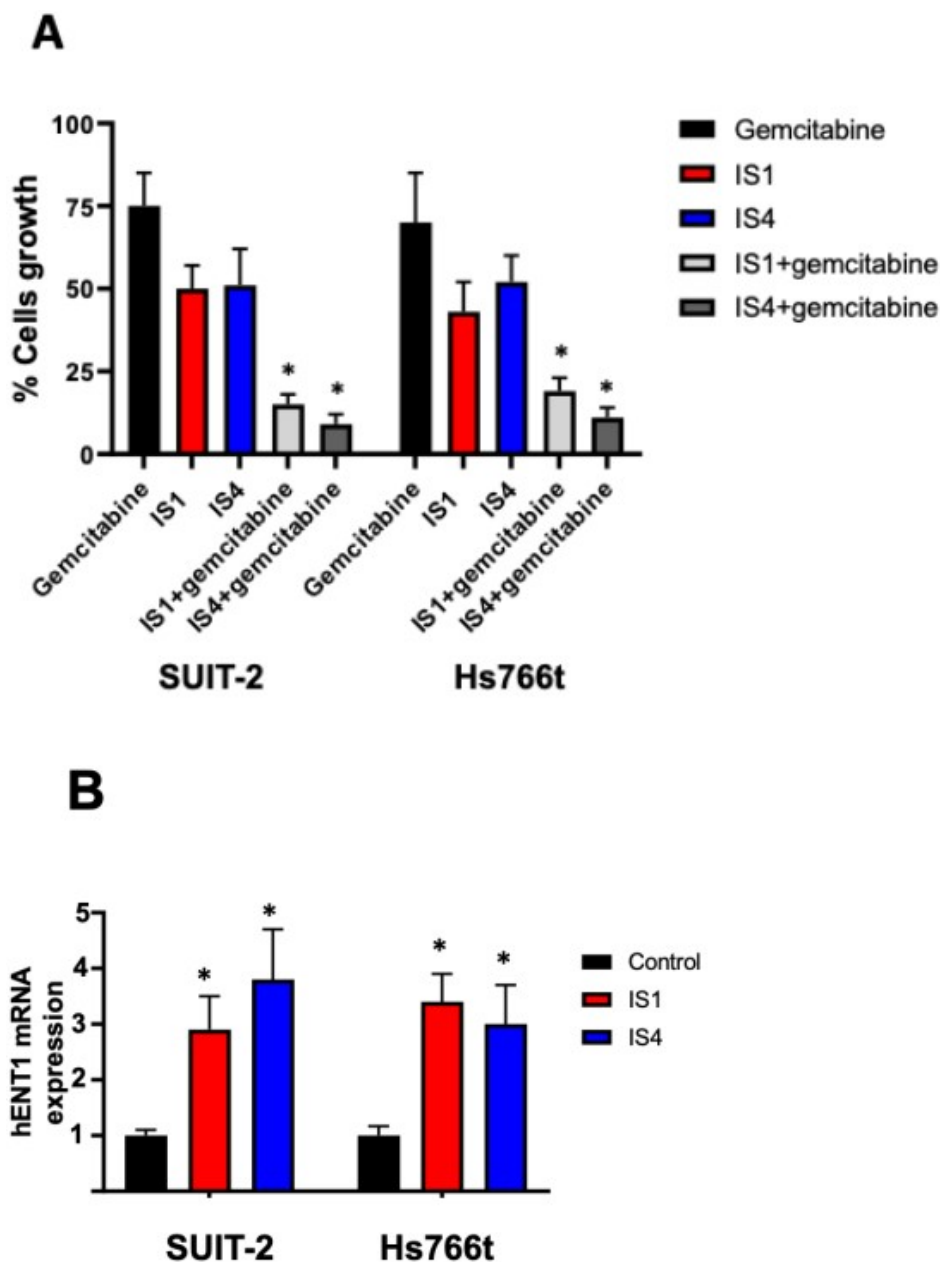 A
100
75
50
25
0
% Cells growth
* * * *
Gemcitabine
IS1
IS4
IS1+gemcitabine
IS4+gemcitabine
Gemcitabine
IS1
IS4
IS1+gemcitabine
IS4+gemcitabine
SUIT-2 Hs766t
Gemcitabine
IS1
IS4
IS1+gemcitabine
IS4+gemcitabine
B
5
4
3
2
1
hENT1 mRNA
expression
* * * *
SUIT-2 Hs766t
Control
IS1
IS4